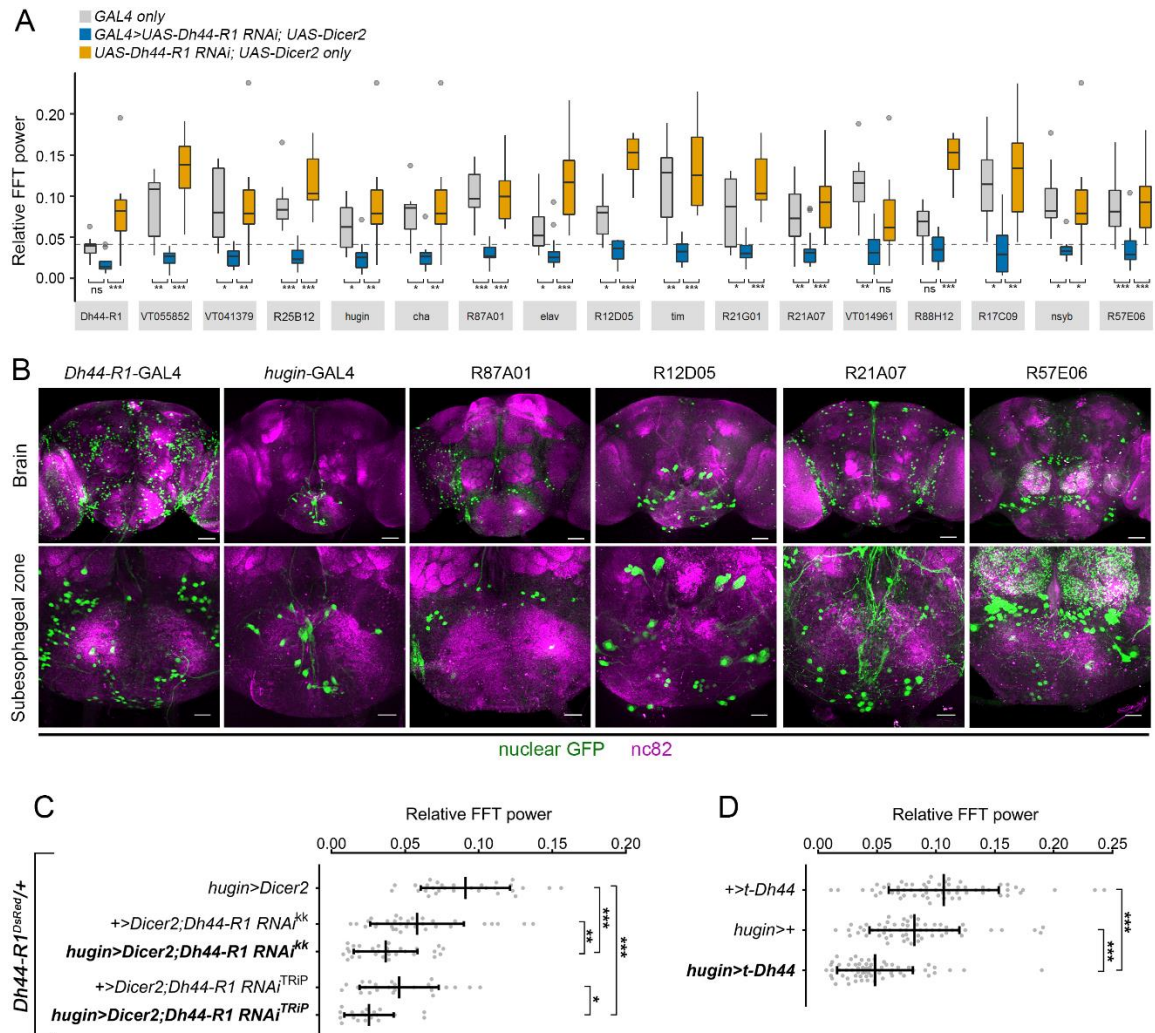 A
GAL4 only
GAL4>UAS-Dh44-R1 RNAi; UAS-Dicer2
UAS-Dh44-R1 RNAi; UAS-Dicer2 only
Relative FFT power
0.20
0.15
0.10
0.05
0.00
ns *** *** *** * ** *** *** * ** * ** *** *** * *** * *** * *** * *** ** *** ** ns ns *** * ** * * *** ***
Dh44-R1 VT055852 VT041379 R25B12 hugin cha R87A01 elav R12D05 tim R21G01 R21A07 VT014961 R88H12 R17C09 nsyb R57E06
B
Dh44-R1-GAL4 hugin-GAL4 R87A01 R12D05 R21A07 R57E06
Brain
Subesophageal zone
nuclear GFP nc82
C
Relative FFT power
0.00 0.05 0.10 0.15 0.20
Dh44-R1DsRed/+
hugin>Dicer2
+>Dicer2;Dh44-R1 RNAikk
hugin>Dicer2;Dh44-R1 RNAikk
+>Dicer2;Dh44-R1 RNAiTRiP
hugin>Dicer2;Dh44-R1 RNAiTRiP
**
***
***
*
D
Relative FFT power
0.00 0.05 0.10 0.15 0.20 0.25
+>t-Dh44
hugin>+
hugin>t-Dh44
***
***